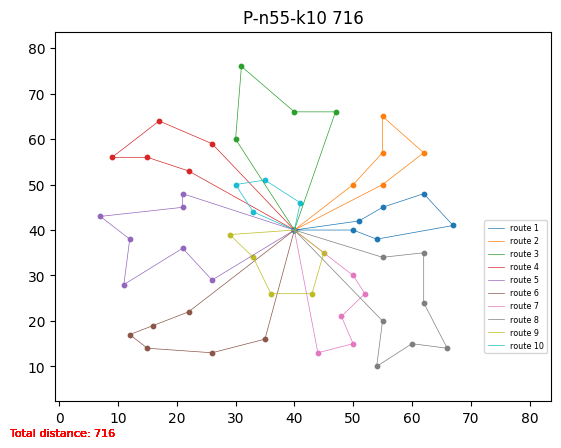 P-n55-k10 716
80
70
60
50
40
30
20
10
0 10 20 30 40 50 60 70 80
route 1
route 2
route 3
route 4
route 5
route 6
route 7
route 8
route 9
route 10
Total distance: 716